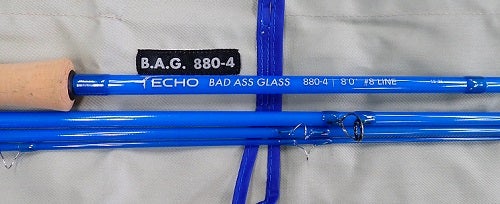 B.A.G. 880-4
ECHO BAD ASS GLASS 880-4 | 8'0" #8 LINE